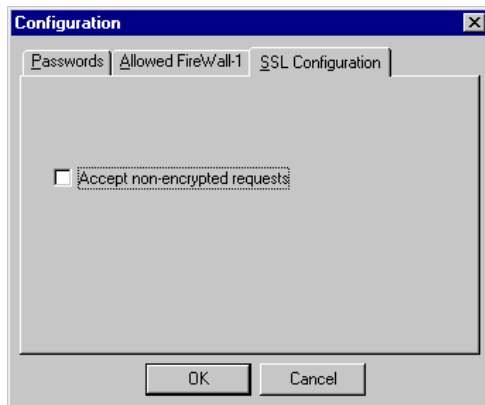 Configuration
Passwords Allowed FireWall-1 SSL Configuration
Accept non-encrypted requests
OK Cancel